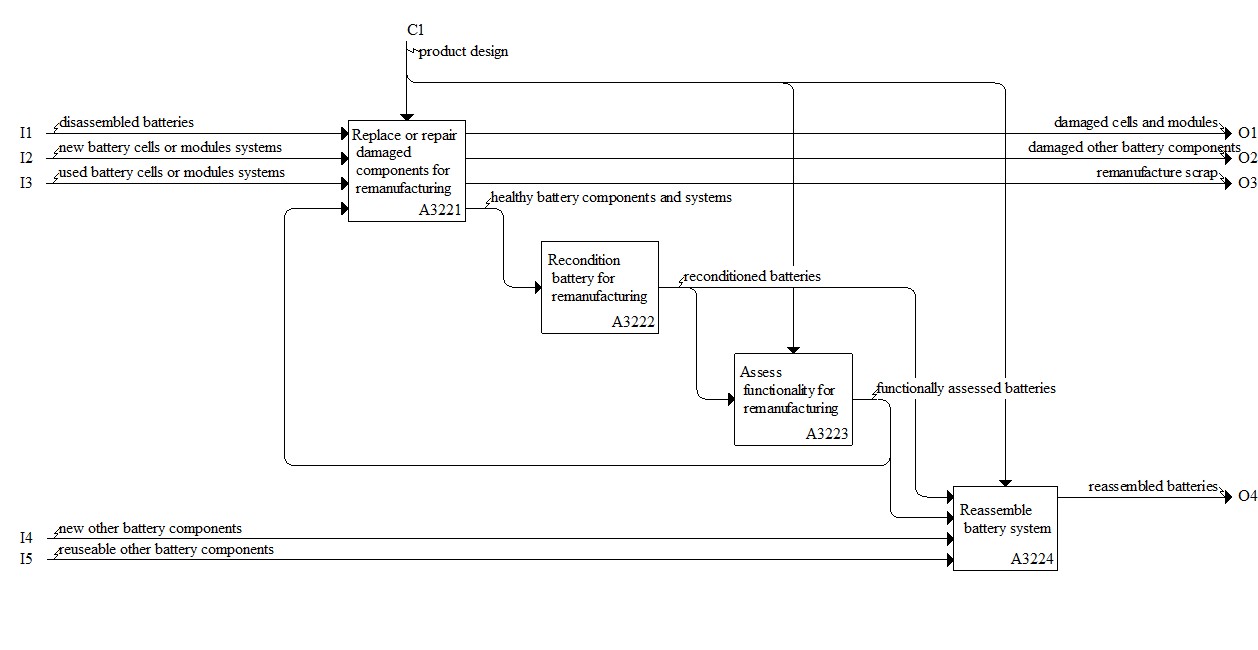 C1
product design
I1
disassembled batteries
I2
new battery cells or modules systems
I3
used battery cells or modules systems
Replace or repair
damaged
components for
remanufacturing
A3221
damaged cells and modules
O1
damaged other battery components
O2
remanufacture scrap
O3
healthy battery components and systems
Recondition
battery for
remanufacturing
A3222
reconditioned batteries
Assess
functionality for
remanufacturing
A3223
functionally assessed batteries
reassembled batteries
O4
Reassemble
battery system
A3224
I4
new other battery components
I5
reuseable other battery components